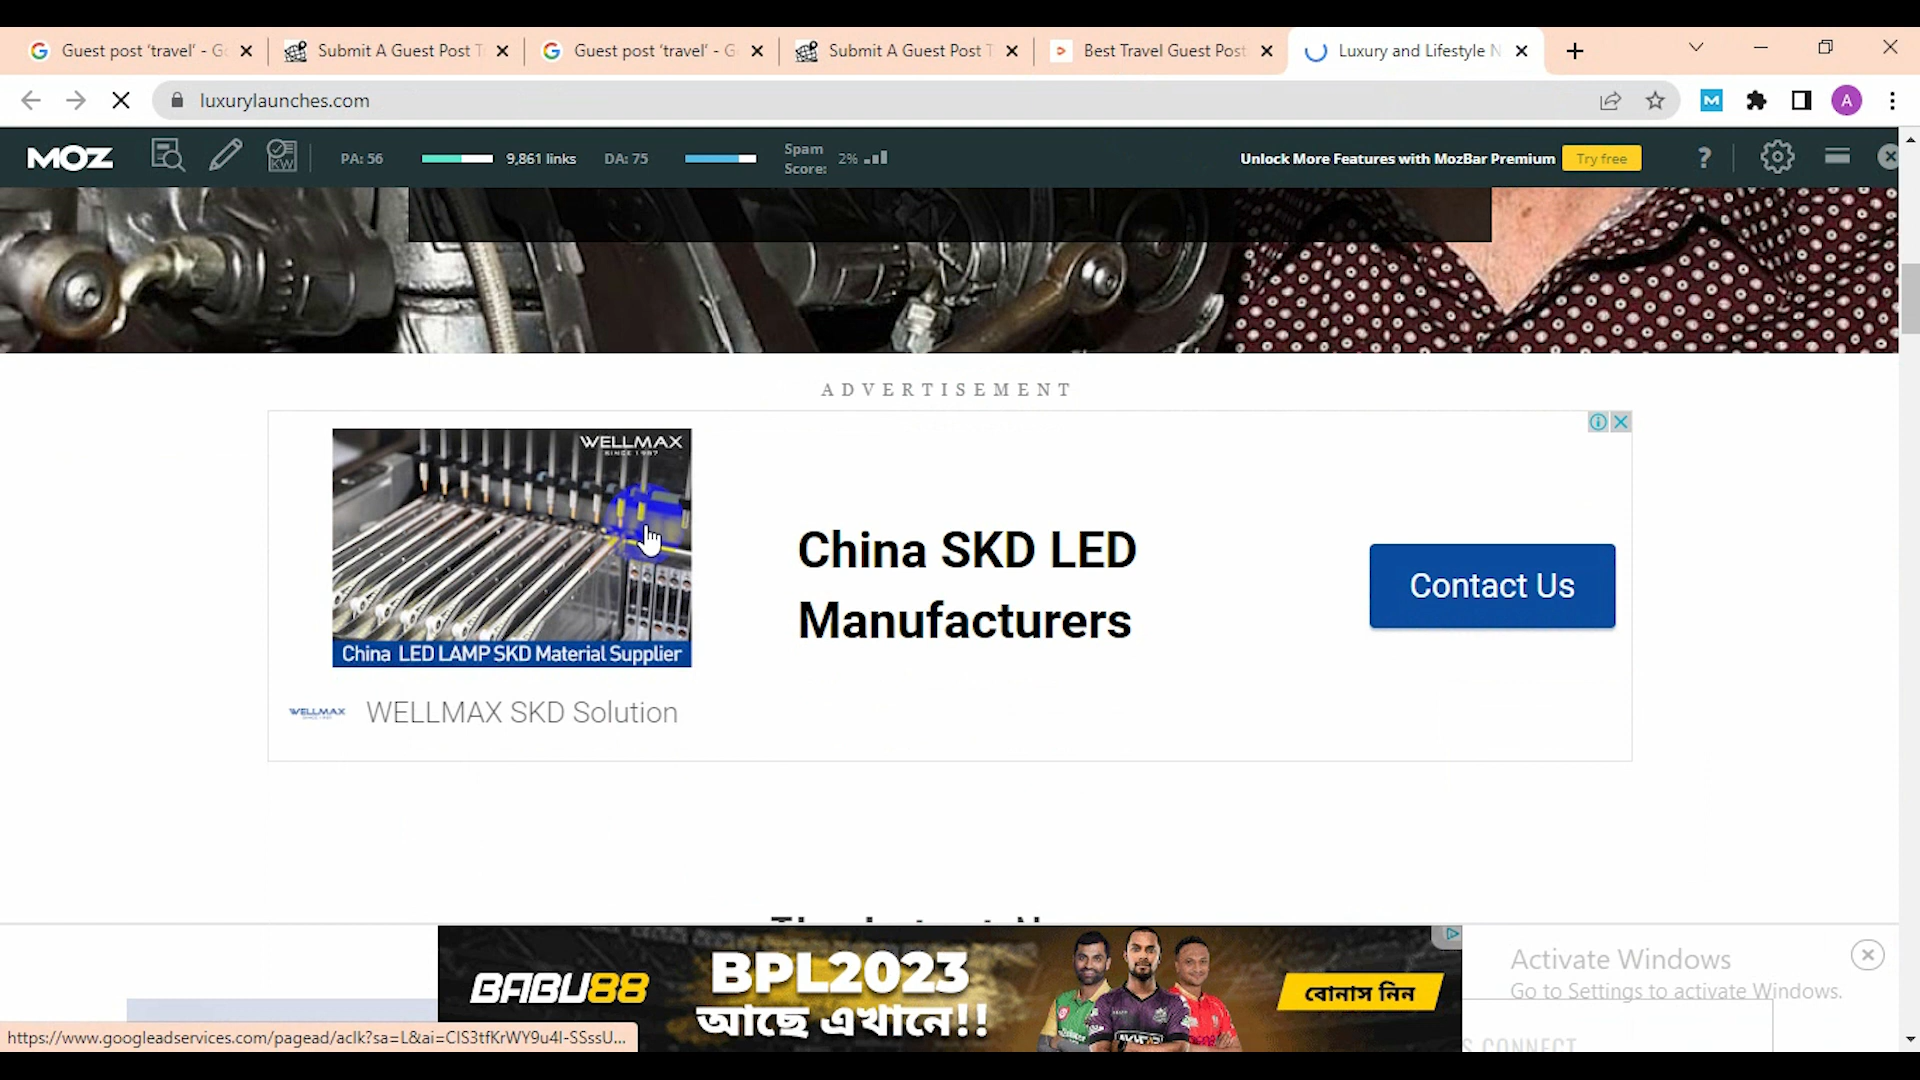 Guest post 'travel' - Go
Submit A Guest Post T
Guest post 'travel' - G
Submit A Guest Post T
Best Travel Guest Post
Luxury and Lifestyle N
luxurylaunches.com
M
A
MOZ
KW
PA: 56
9,861 links
DA: 75
Spam Score:
2%
Unlock More Features with MozBar Premium
Try free
?
ADVERTISEMENT
WELLMAX
SINCE 1987
China LED LAMP SKD Material Supplier
WELLMAX SKD Solution
China SKD LED
Manufacturers
Contact Us
BABU88
BPL2023
আছে এখানে!!
বোনাস নিন
Activate Windows
Go to Settings to activate Windows.
S CONNECT
https://www.googleadservices.com/pagead/aclk?sa=L&ai=CIS3tfKrWY9u4I-SSssU...